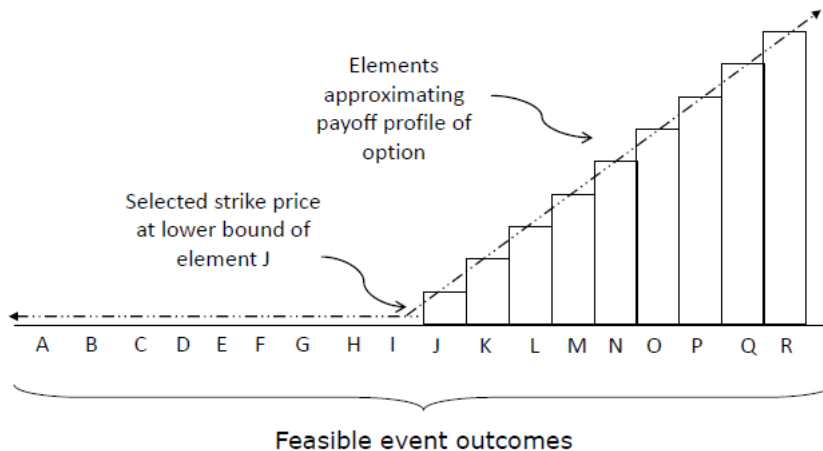 Elements
approximating
payoff profile of
option
Selected strike price
at lower bound of
element J
A B C D E F G H I J K L M N O P Q R
Feasible event outcomes